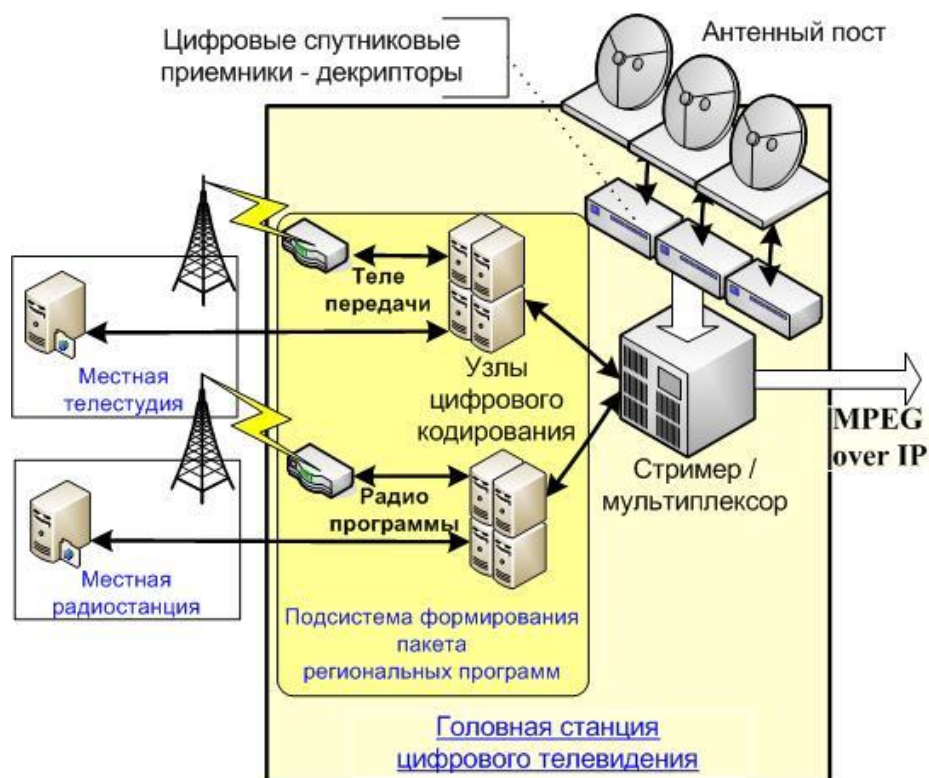 Цифровые спутниковые
приемники - декрипторы
Антенный пост
Теле
передачи
Местная
телестудия
Узлы
цифрового
кодирования
MPEG
over IP
Стример /
мультиплексор
Радио
программы
Местная
радиостанция
Подсистема формирования
пакета
региональных программ
Головная станция
цифрового телевидения